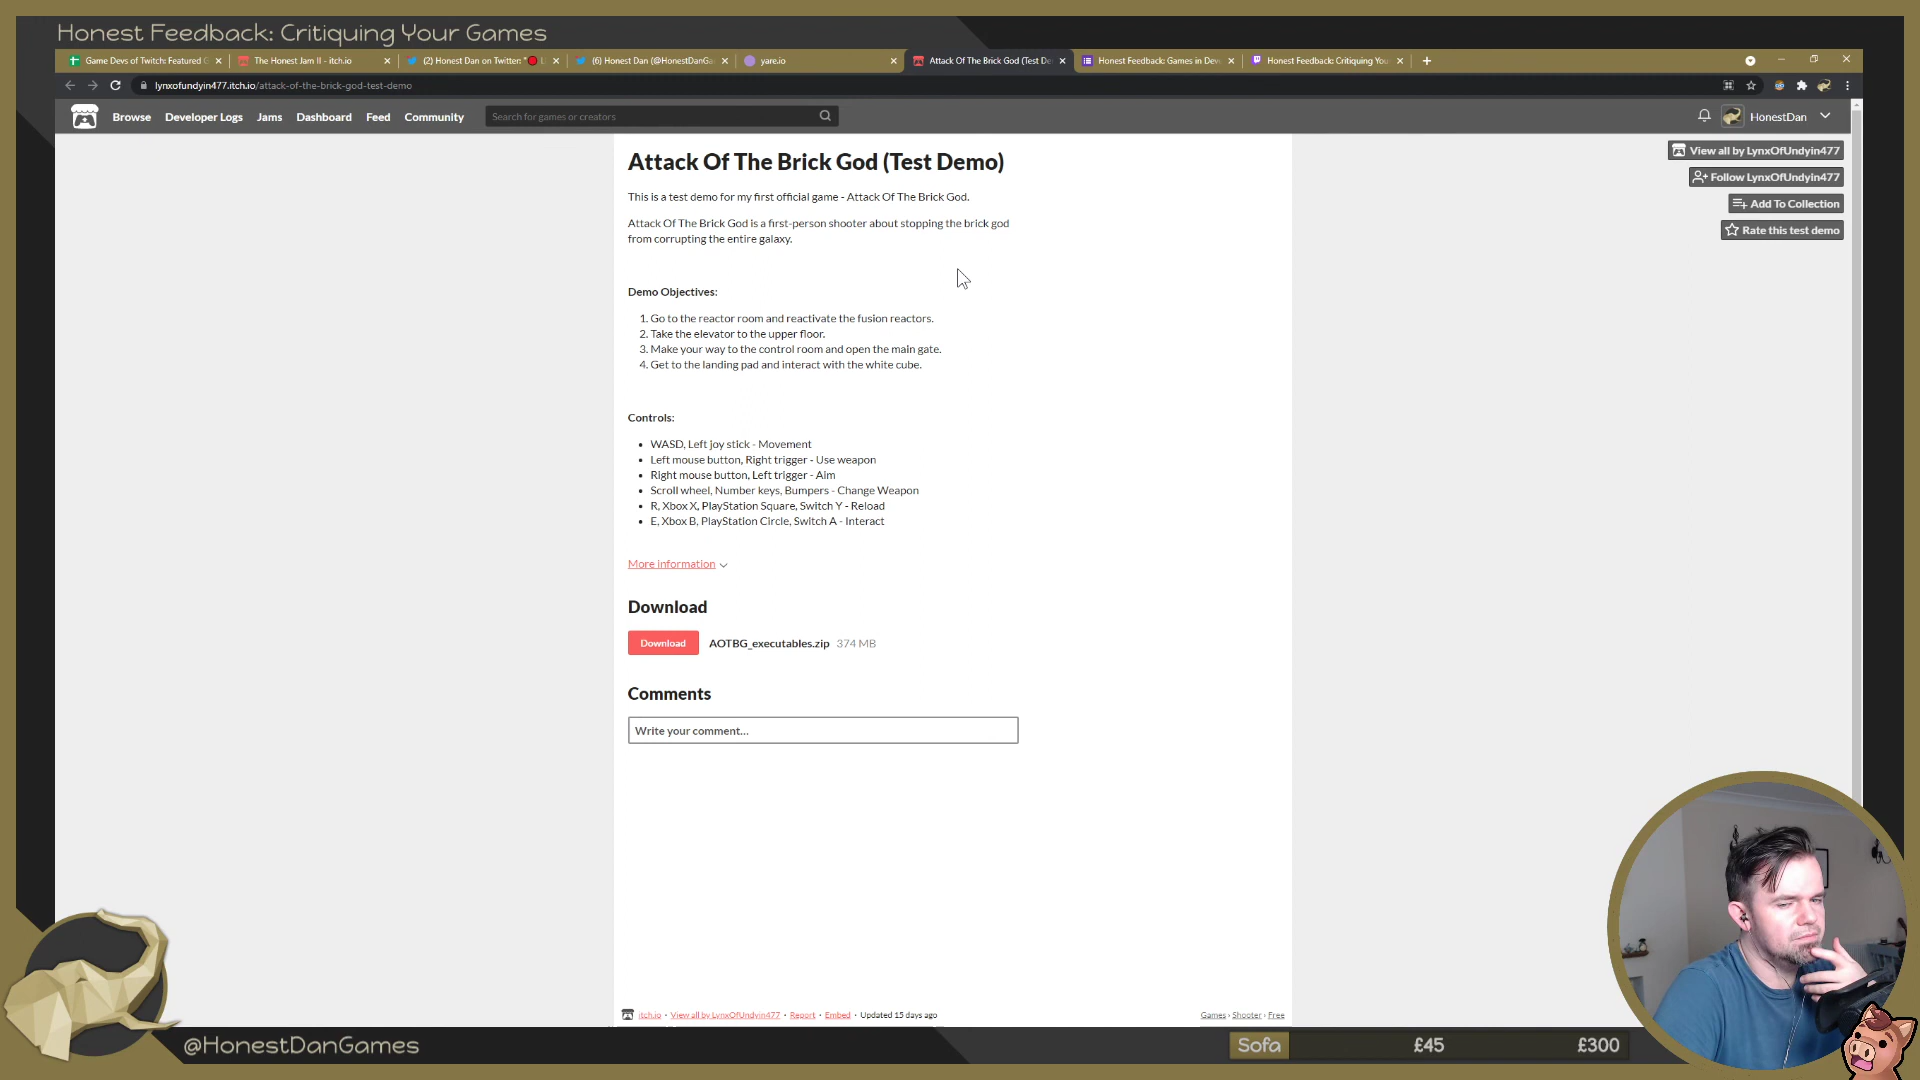 Honest Feedback: Critiquing Your Games
Game Devs of Twitch: Featured G
The Honest Jam II - itch.io
(2) Honest Dan on Twitter: "🔴 L
(6) Honest Dan (@HonestDanGa
yare.io
Attack Of The Brick God (Test De
Honest Feedback: Games in Deve
Honest Feedback: Critiquing You
lynxofundyin477.itch.io/attack-of-the-brick-god-test-demo
Browse Developer Logs Jams Dashboard Feed Community
Search for games or creators
HonestDan
View all by LynxOfUndyin477
Follow LynxOfUndyin477
Add To Collection
Rate this test demo
Attack Of The Brick God (Test Demo)
This is a test demo for my first official game - Attack Of The Brick God.
Attack Of The Brick God is a first-person shooter about stopping the brick god
from corrupting the entire galaxy.
Demo Objectives:
1. Go to the reactor room and reactivate the fusion reactors.
2. Take the elevator to the upper floor.
3. Make your way to the control room and open the main gate.
4. Get to the landing pad and interact with the white cube.
Controls:
• WASD, Left joy stick - Movement
• Left mouse button, Right trigger - Use weapon
• Right mouse button, Left trigger - Aim
• Scroll wheel, Number keys, Bumpers - Change Weapon
• R, Xbox X, PlayStation Square, Switch Y - Reload
• E, Xbox B, PlayStation Circle, Switch A - Interact
More information
Download
Download AOTBG_executables.zip 374 MB
Comments
Write your comment...
itch.io · View all by LynxOfUndyin477 · Report · Embed · Updated 15 days ago
Games › Shooter › Free
@HonestDanGames
Sofa £45 £300